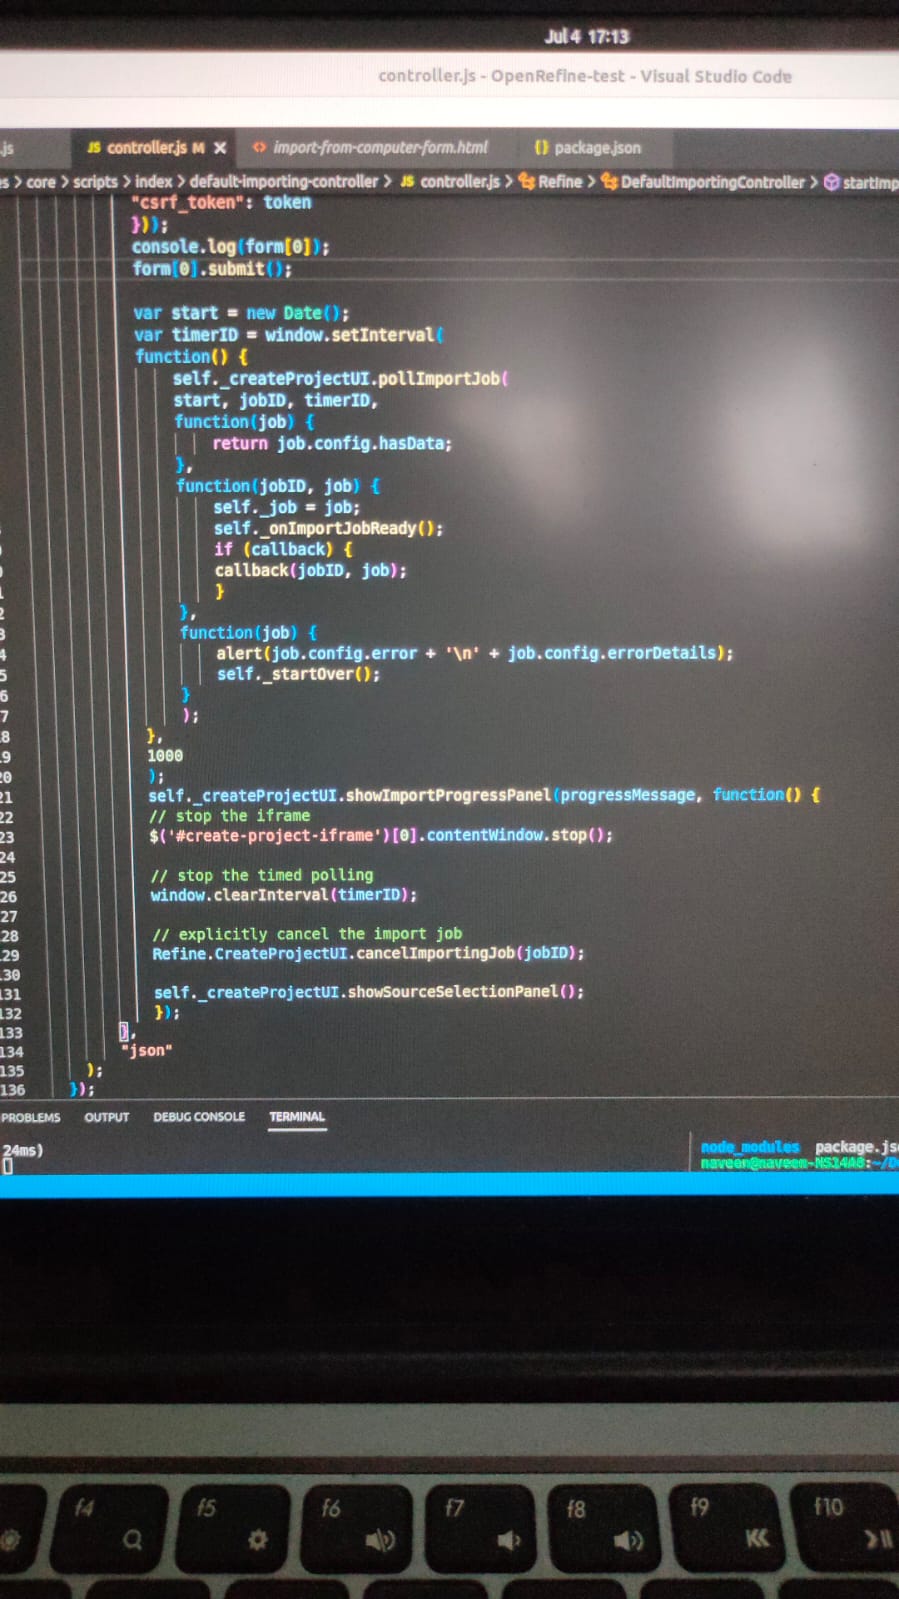 Jul 4 17:13
controller.js - OpenRefine-test - Visual Studio Code
.js JS controller.js M × <> import-from-computer-form.html {} package.json
es > core > scripts > index > default-importing-controller > JS controller.js > Refine > DefaultImportingController > startImp
"csrf_token": token
}));
console.log(form[0]);
form[0].submit();
var start = new Date();
var timerID = window.setInterval(
function() {
self._createProjectUI.pollImportJob(
start, jobID, timerID,
function(job) {
return job.config.hasData;
},
function(jobID, job) {
self._job = job;
self._onImportJobReady();
if (callback) {
callback(jobID, job);
}
},
function(job) {
alert(job.config.error + '\n' + job.config.errorDetails);
self._startOver();
}
);
},
1000
);
21 self._createProjectUI.showImportProgressPanel(progressMessage, function() {
22 // stop the iframe
23 $('#create-project-iframe')[0].contentWindow.stop();
24
25 // stop the timed polling
26 window.clearInterval(timerID);
27
28 // explicitly cancel the import job
29 Refine.CreateProjectUI.cancelImportingJob(jobID);
130
131 self._createProjectUI.showSourceSelectionPanel();
132 });
133 },
134 "json"
135 );
136 });
PROBLEMS OUTPUT DEBUG CONSOLE TERMINAL
24ms)
node_modules package.js
naveen@naveen-NS14A8:~/D
f4 f5 f6 f7 f8 f9 f10